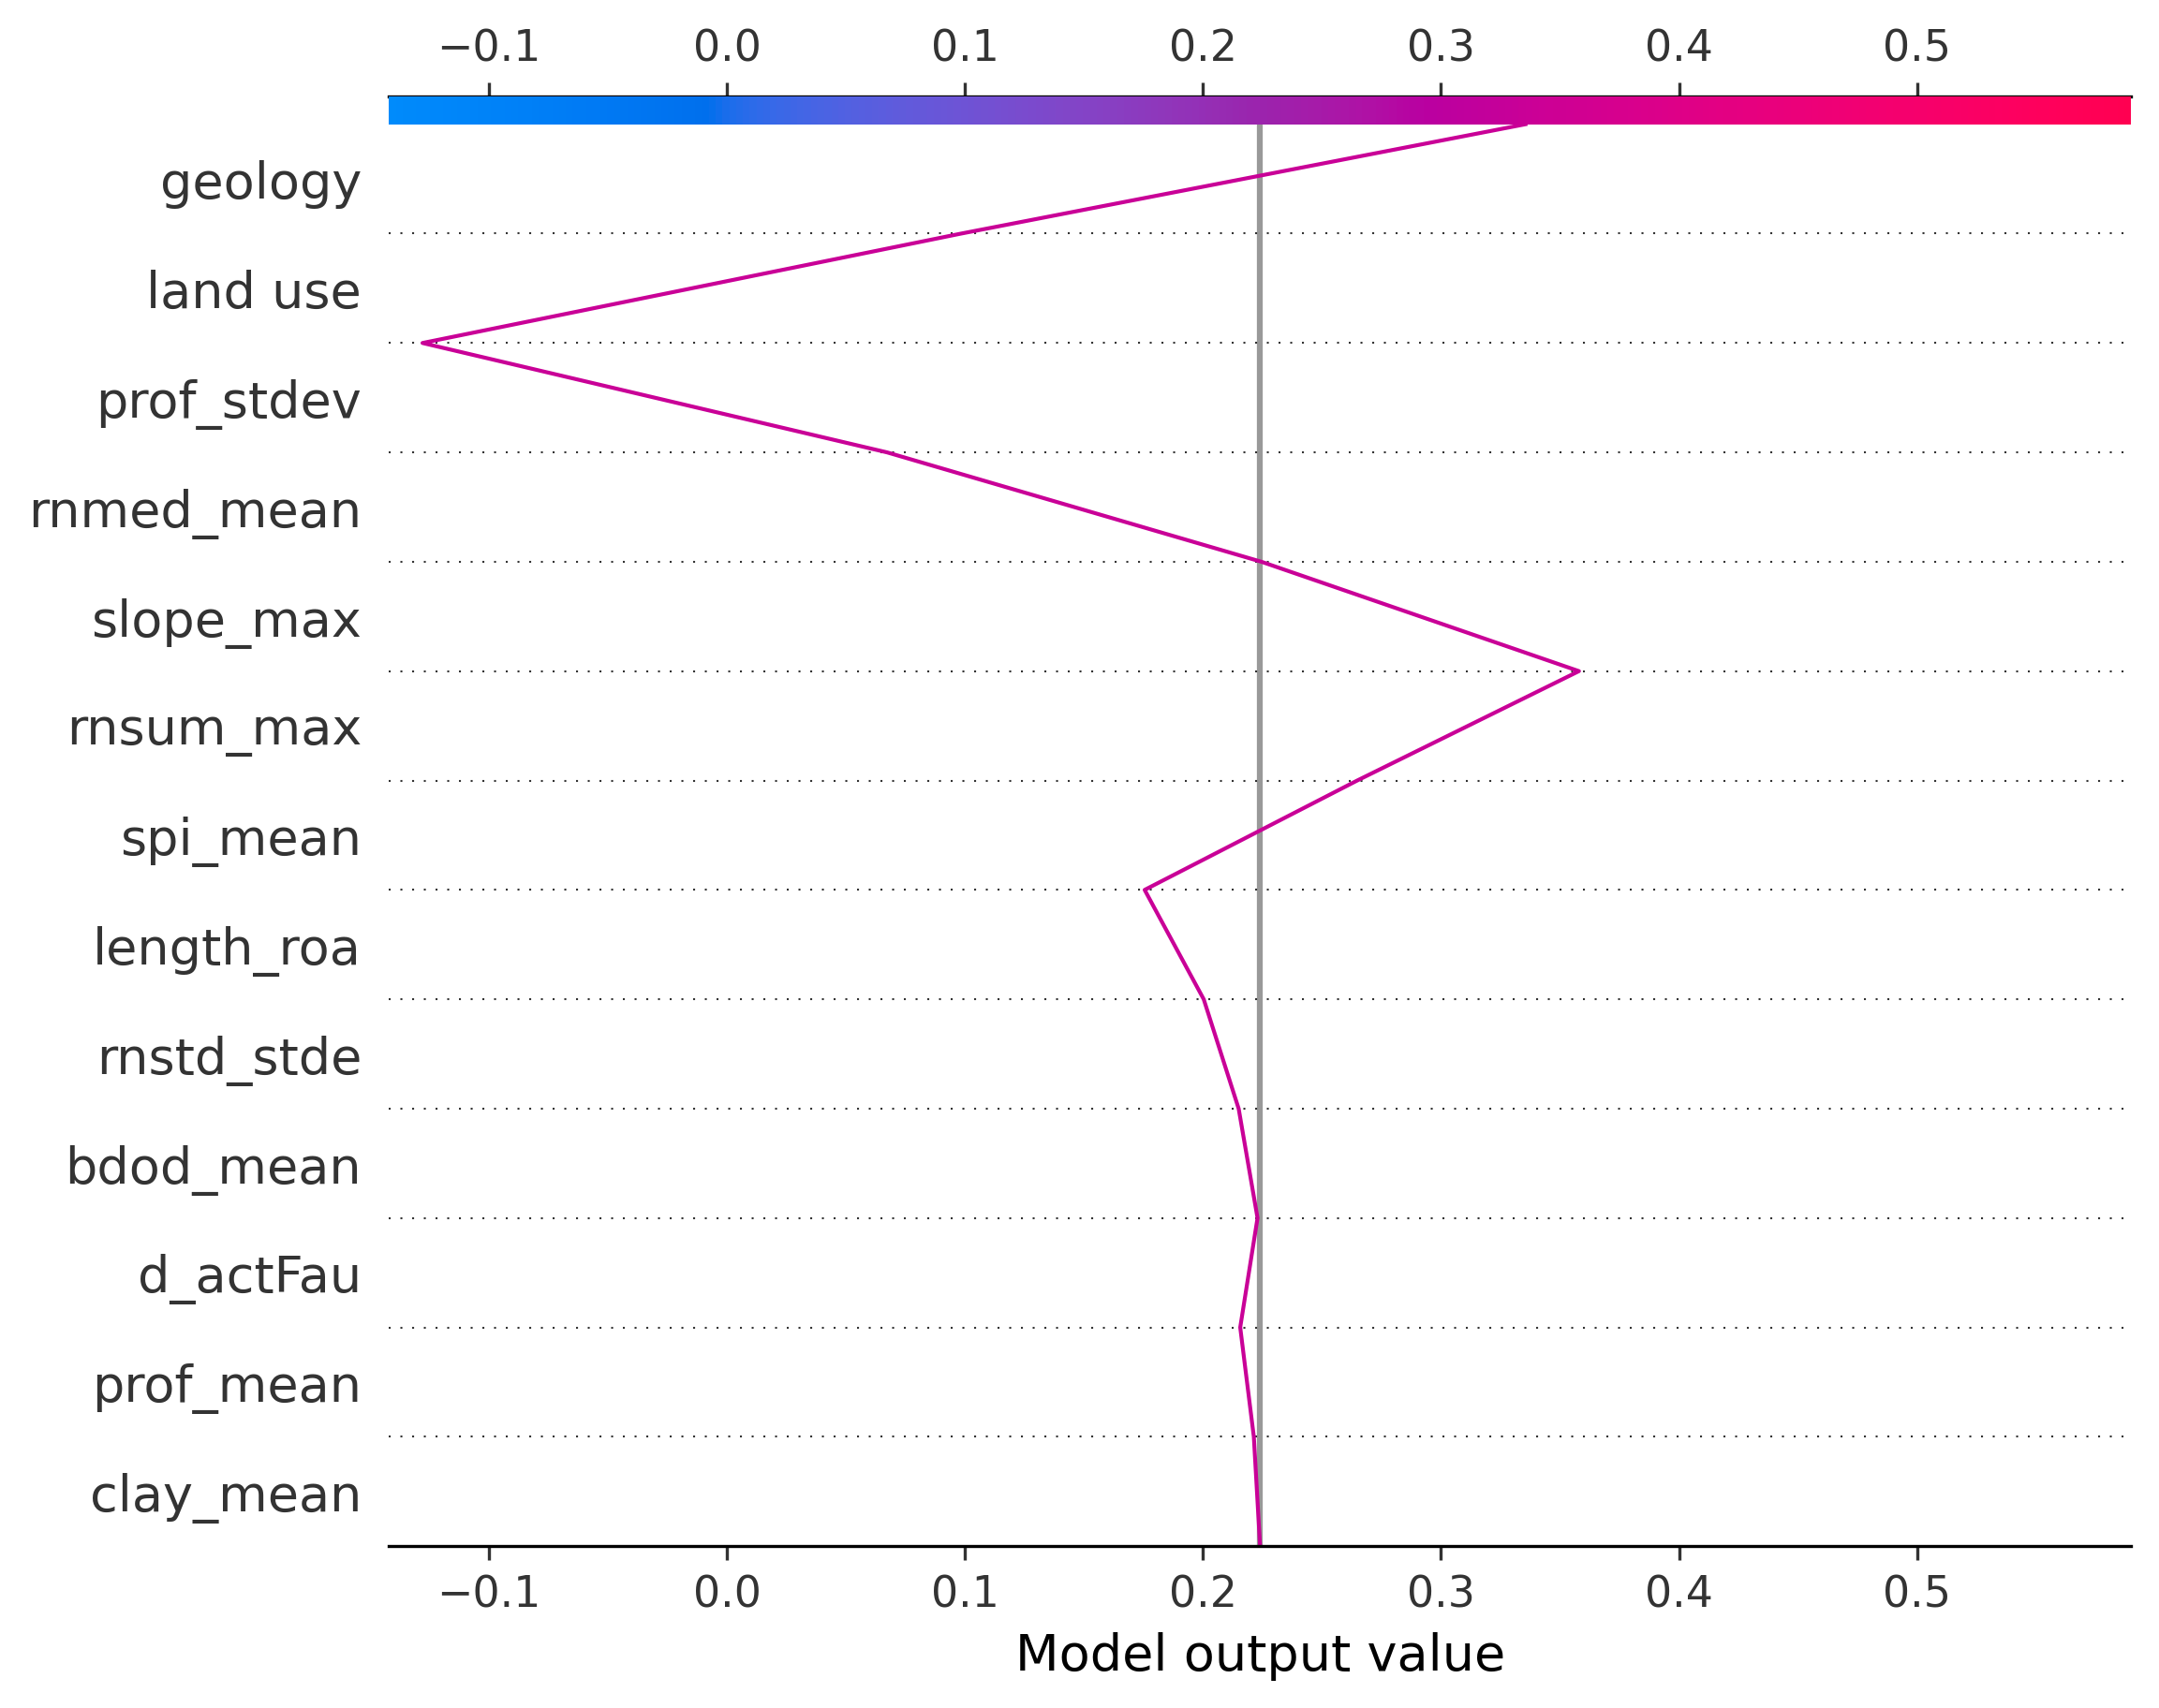 −0.1 0.0 0.1 0.2 0.3 0.4 0.5
geology
land use
prof_stdev
rnmed_mean
slope_max
rnsum_max
spi_mean
length_roa
rnstd_stde
bdod_mean
d_actFau
prof_mean
clay_mean
−0.1 0.0 0.1 0.2 0.3 0.4 0.5
Model output value